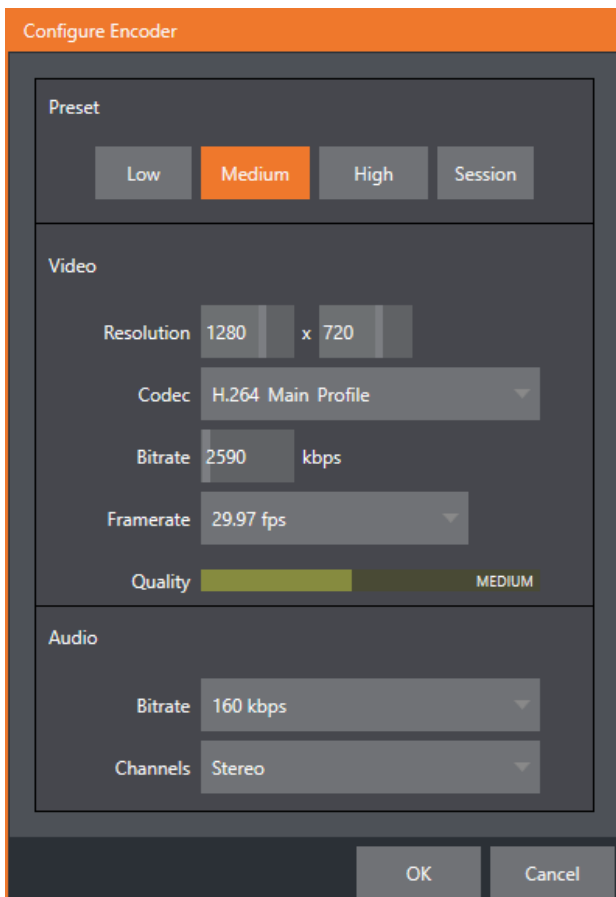 Configure Encoder
Preset
Low Medium High Session
Video
Resolution 1280 x 720
Codec H.264 Main Profile
Bitrate 2590 kbps
Framerate 29.97 fps
Quality MEDIUM
Audio
Bitrate 160 kbps
Channels Stereo
OK Cancel